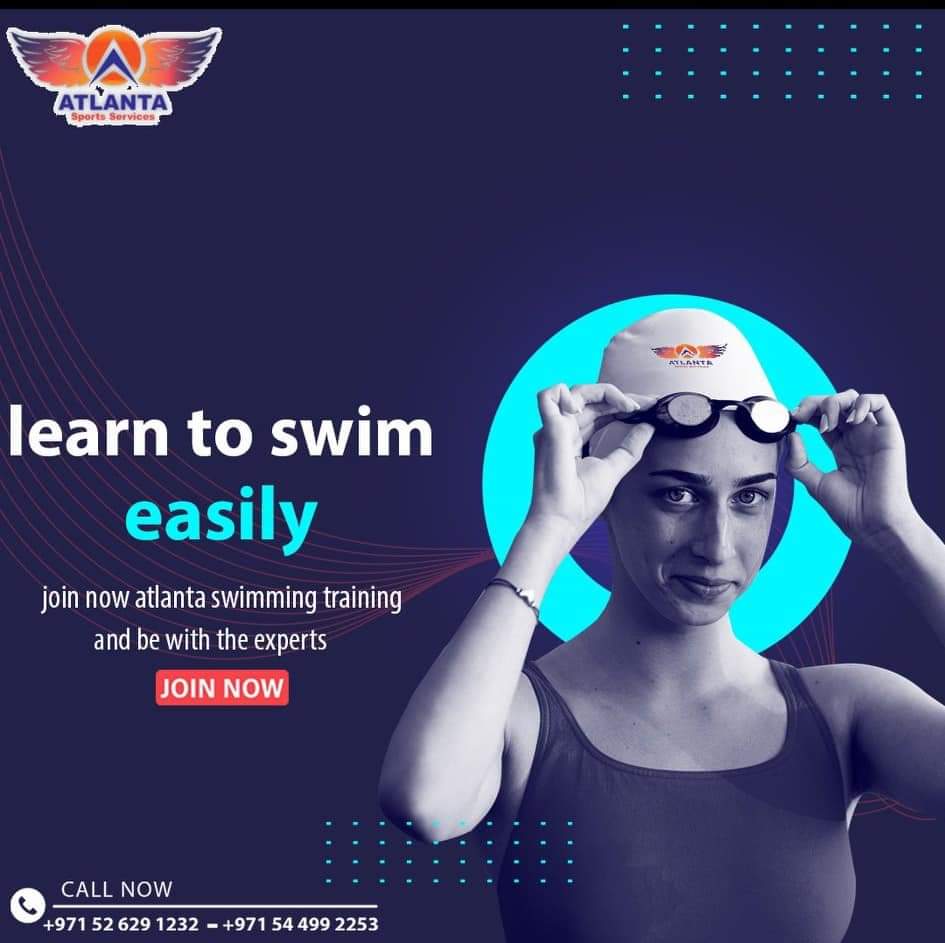 ATLANTA
Sports Services
ATLANTA
learn to swim
easily
join now atlanta swimming training
and be with the experts
JOIN NOW
CALL NOW
+971 52 629 1232 – +971 54 499 2253